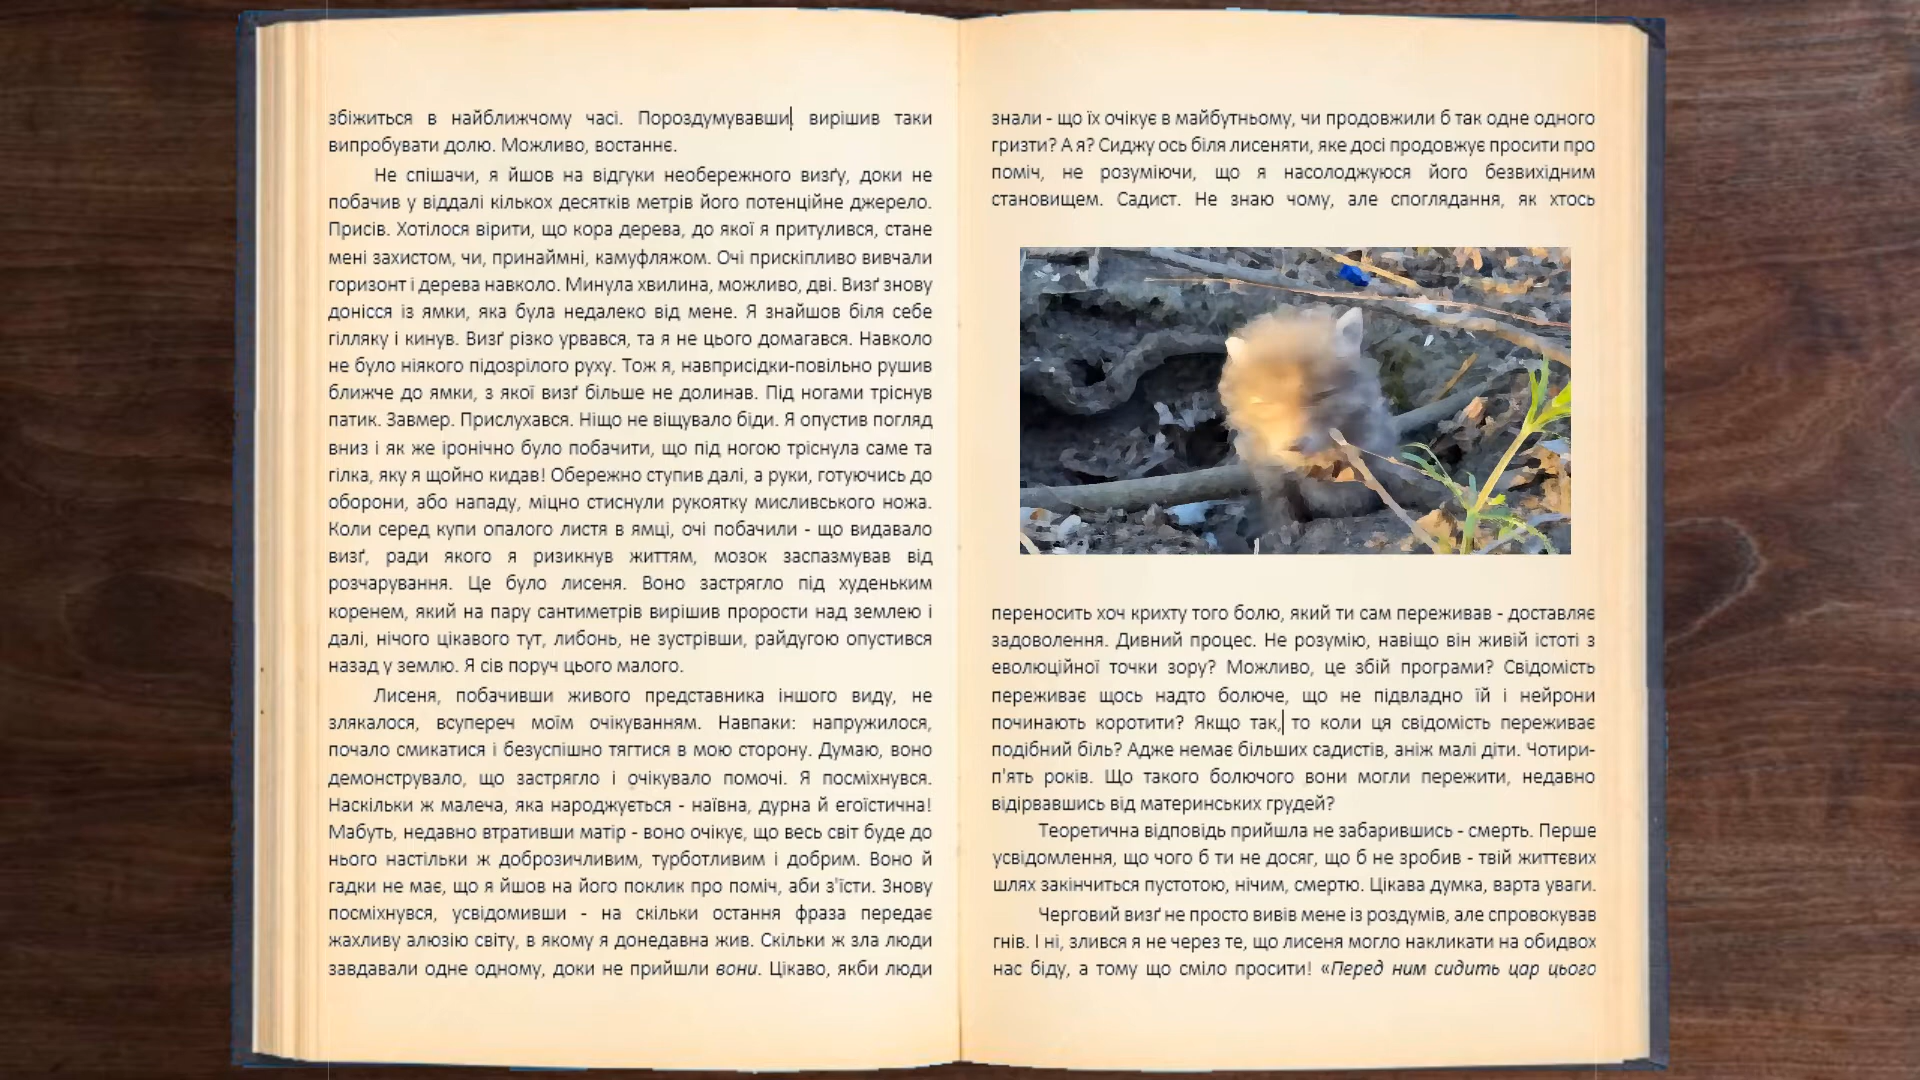 збіжиться в найближчому часі. Пороздумувавши, вирішив таки
випробувати долю. Можливо, востаннє.
Не спішачи, я йшов на відгуки необережного визґу, доки не
побачив у віддалі кількох десятків метрів його потенційне джерело.
Присів. Хотілося вірити, що кора дерева, до якої я притулився, стане
мені захистом, чи, принаймні, камуфляжом. Очі прискіпливо вивчали
горизонт і дерева навколо. Минула хвилина, можливо, дві. Визґ знову
донісся із ямки, яка була недалеко від мене. Я знайшов біля себе
гілляку і кинув. Визґ різко урвався, та я не цього домагався. Навколо
не було ніякого підозрілого руху. Тож я, навприсідки-повільно рушив
ближче до ямки, з якої визґ більше не долинав. Під ногами тріснув
патик. Завмер. Прислухався. Ніщо не віщувало біди. Я опустив погляд
вниз і як же іронічно було побачити, що під ногою тріснула саме та
гілка, яку я щойно кидав! Обережно ступив далі, а руки, готуючись до
оборони, або нападу, міцно стиснули рукоятку мисливського ножа.
Коли серед купи опалого листя в ямці, очі побачили - що видавало
визґ, ради якого я ризикнув життям, мозок заспазмував від
розчарування. Це було лисеня. Воно застрягло під худеньким
коренем, який на пару сантиметрів вирішив прорости над землею і
далі, нічого цікавого тут, либонь, не зустрівши, райдугою опустився
назад у землю. Я сів поруч цього малого.
Лисеня, побачивши живого представника іншого виду, не
злякалося, всупереч моїм очікуванням. Навпаки: напружилося,
почало смикатися і безуспішно тягтися в мою сторону. Думаю, воно
демонструвало, що застрягло і очікувало помочі. Я посміхнувся.
Наскільки ж малеча, яка народжується - наївна, дурна й егоїстична!
Мабуть, недавно втративши матір - воно очікує, що весь світ буде до
нього настільки ж доброзичливим, турботливим і добрим. Воно й
гадки не має, що я йшов на його поклик про поміч, аби з'їсти. Знову
посміхнувся, усвідомивши - на скільки остання фраза передає
жахливу алюзію світу, в якому я донедавна жив. Скільки ж зла люди
завдавали одне одному, доки не прийшли вони. Цікаво, якби люди
знали - що їх очікує в майбутньому, чи продовжили б так одне одного
гризти? А я? Сиджу ось біля лисеняти, яке досі продовжує просити про
поміч, не розуміючи, що я насолоджуюся його безвихідним
становищем. Садист. Не знаю чому, але споглядання, як хтось
переносить хоч крихту того болю, який ти сам переживав - доставляє
задоволення. Дивний процес. Не розумію, навіщо він живій істоті з
еволюційної точки зору? Можливо, це збій програми? Свідомість
переживає щось надто болюче, що не підвладно їй і нейрони
починають коротити? Якщо так, то коли ця свідомість переживає
подібний біль? Адже немає більших садистів, аніж малі діти. Чотири-
п'ять років. Що такого болючого вони могли пережити, недавно
відірвавшись від материнських грудей?
Теоретична відповідь прийшла не забарившись - смерть. Перше
усвідомлення, що чого б ти не досяг, що б не зробив - твій життєвих
шлях закінчиться пустотою, нічим, смертю. Цікава думка, варта уваги.
Черговий визґ не просто вивів мене із роздумів, але спровокував
гнів. І ні, злився я не через те, що лисеня могло накликати на обидвох
нас біду, а тому що сміло просити! «Перед ним сидить цар цього